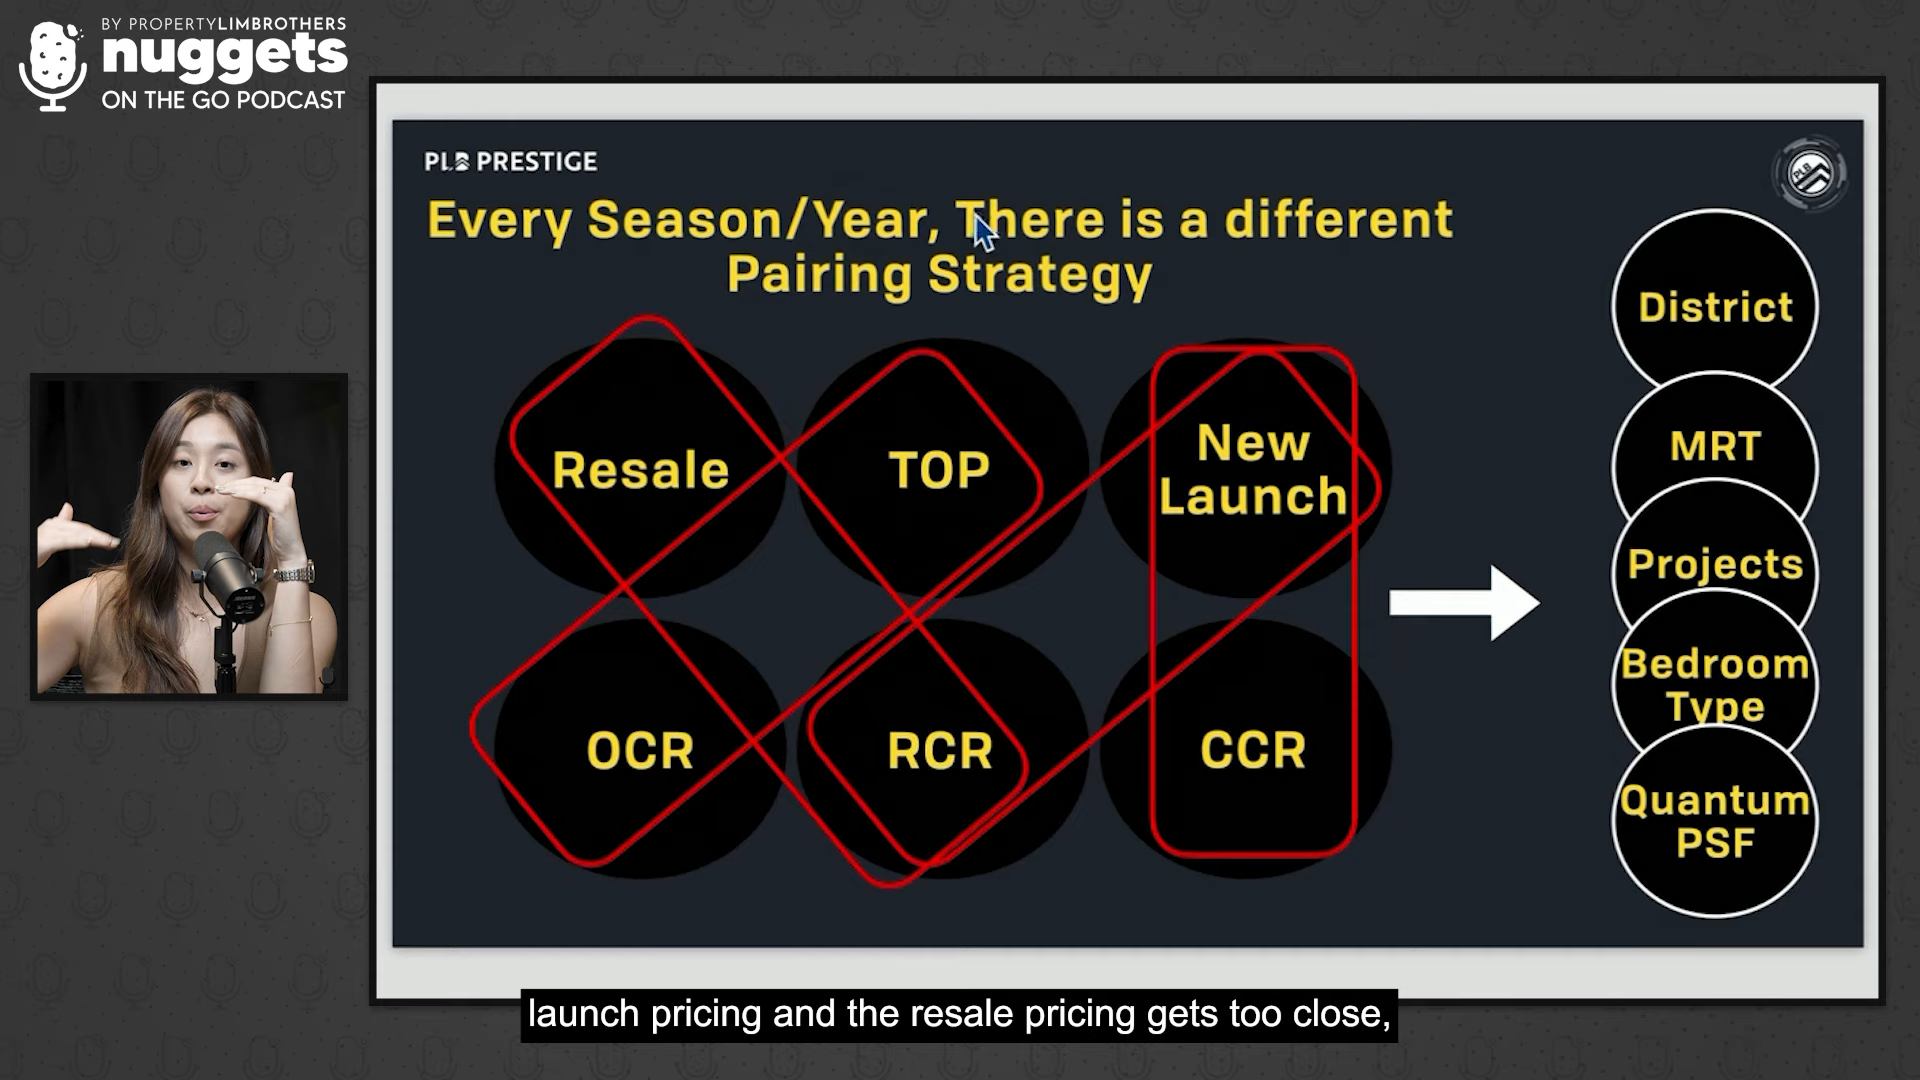 BY PROPERTYLIMBROTHERS
nuggets
ON THE GO PODCAST
PLB PRESTIGE
PLB
Every Season/Year, There is a different
Pairing Strategy
Resale
TOP
New
Launch
OCR
RCR
CCR
District
MRT
Projects
Bedroom
Type
Quantum
PSF
launch pricing and the resale pricing gets too close,